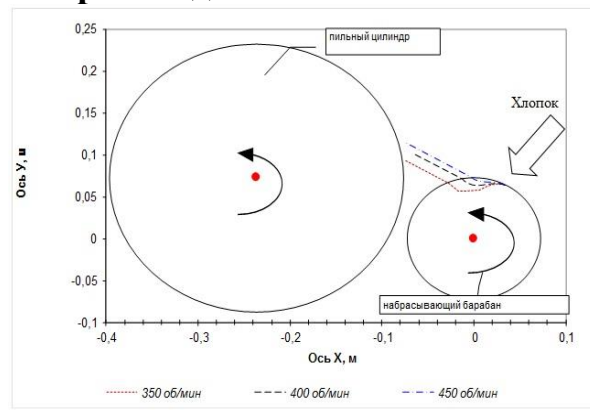 0,25
пильный цилиндр
0,2
0,15
Хлопок
0,1
0,05
0
-0,05
набрасывающий барабан
-0,1
-0,4 -0,3 -0,2 -0,1 0 0,1
Ось X, м
Ось У, м
350 об/мин 400 об/мин 450 об/мин